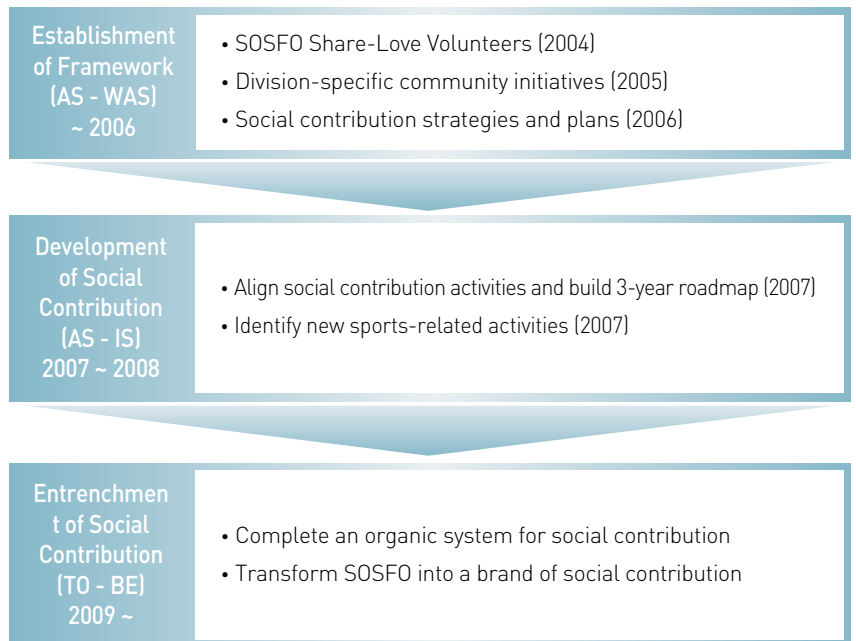 Establishment
of Framework
(AS - WAS)
~ 2006
• SOSFO Share-Love Volunteers (2004)
• Division-specific community initiatives (2005)
• Social contribution strategies and plans (2006)
Development
of Social
Contribution
(AS - IS)
2007 ~ 2008
• Align social contribution activities and build 3-year roadmap (2007)
• Identify new sports-related activities (2007)
Entrenchmen
t of Social
Contribution
(TO - BE)
2009 ~
• Complete an organic system for social contribution
• Transform SOSFO into a brand of social contribution